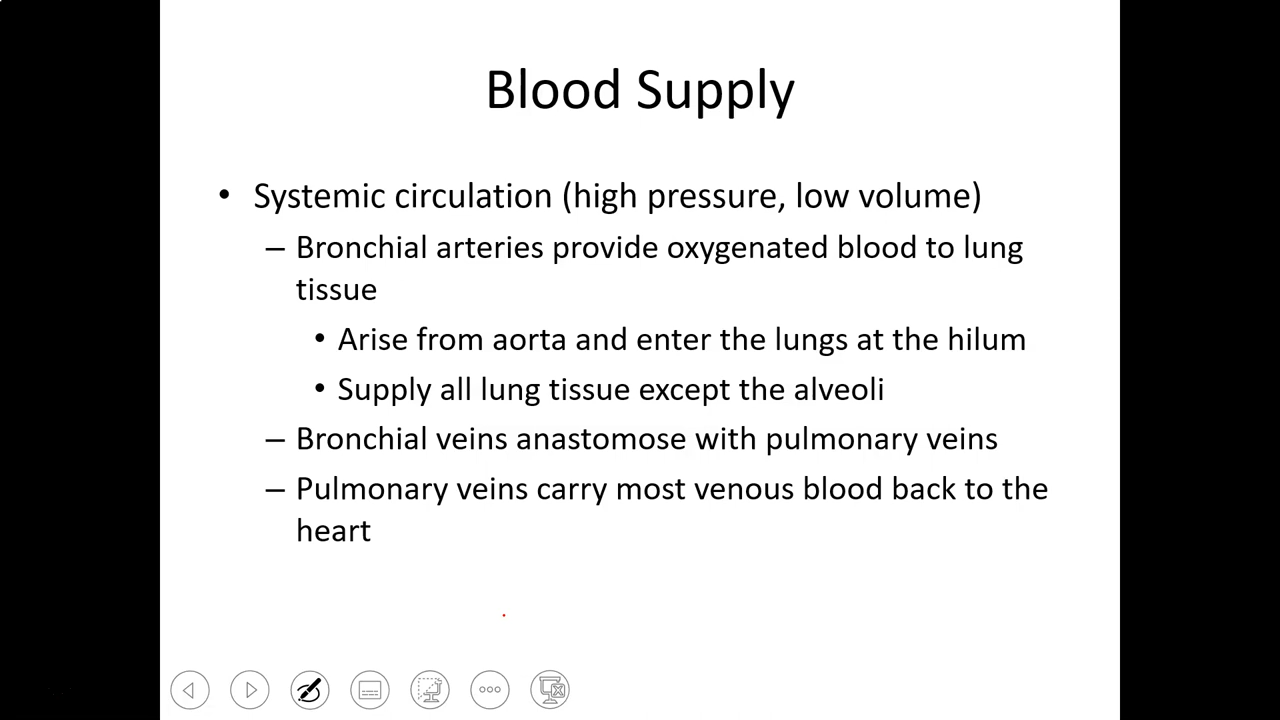 Blood Supply
• Systemic circulation (high pressure, low volume)
– Bronchial arteries provide oxygenated blood to lung
tissue
• Arise from aorta and enter the lungs at the hilum
• Supply all lung tissue except the alveoli
– Bronchial veins anastomose with pulmonary veins
– Pulmonary veins carry most venous blood back to the
heart